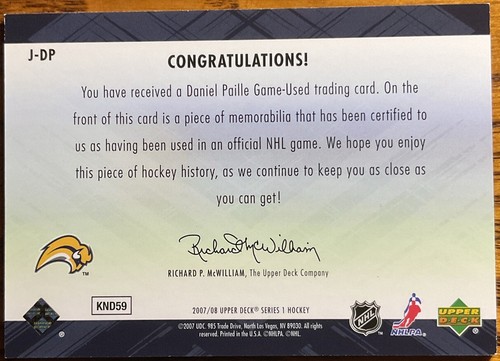 J-DP
CONGRATULATIONS!
You have received a Daniel Paille Game-Used trading card. On the
front of this card is a piece of memorabilia that has been certified to
us as having been used in an official NHL game. We hope you enjoy
this piece of hockey history, as we continue to keep you as close as
you can get!
Richard McWilliam
RICHARD P. McWILLIAM, The Upper Deck Company
TM
KND59
2007/08 UPPER DECK® SERIES 1 HOCKEY
©2007 UDC. 985 Trade Drive, North Las Vegas, NV 89030. All rights
reserved. Printed in the U.S.A. ©NHLPA. ©NHL.
NHL
NHLPA
UPPER
DECK